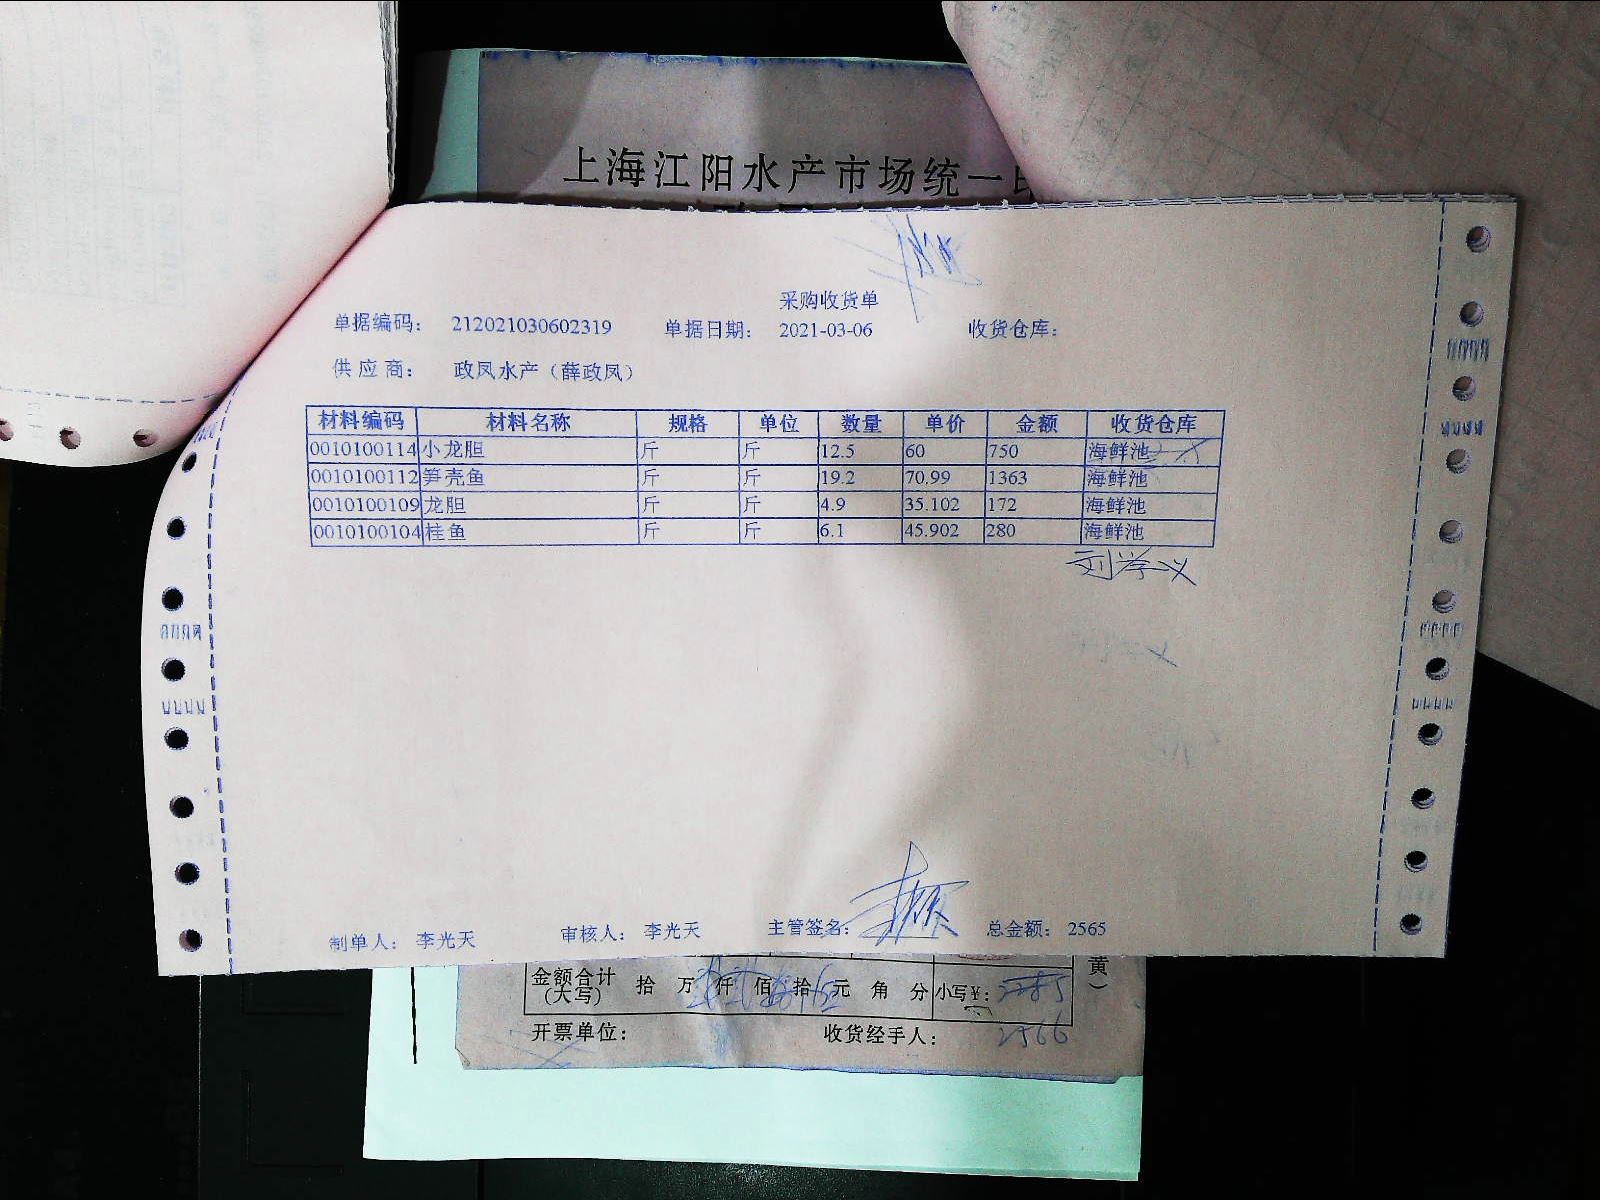 上海江阳水产市场统一
采购收货单
单据编码： 212021030602319 单据日期： 2021-03-06 收货仓库：
供应商： 政凤水产（薛政凤）
材料编码 材料名称 规格 单位 数量 单价 金额 收货仓库
0010100114 小龙胆 斤 斤 12.5 60 750 海鲜池
0010100112 笋壳鱼 斤 斤 19.2 70.99 1363 海鲜池
0010100109 龙胆 斤 斤 4.9 35.102 172 海鲜池
0010100104 桂鱼 斤 斤 6.1 45.902 280 海鲜池
刘学义
制单人： 李光天 审核人： 李光天 主管签名： 总金额： 2565
金额合计 拾 万 仟 佰 拾 元 角 分 小写¥：
（大写）
黄）
开票单位： 收货经手人： 2566